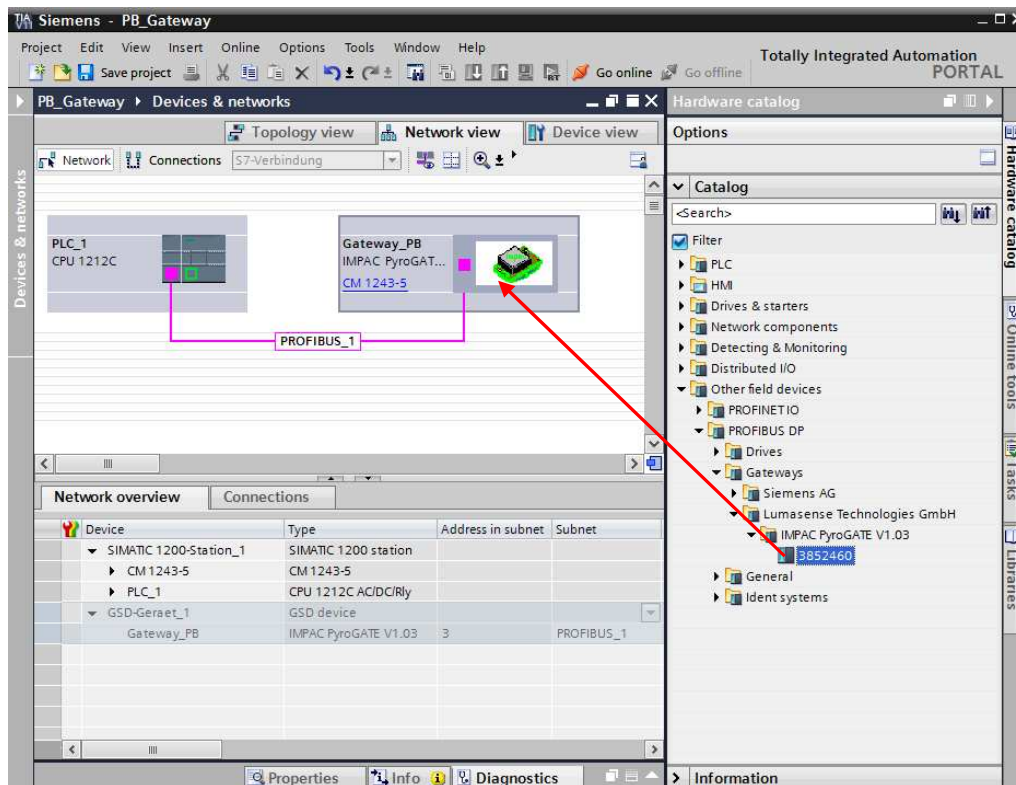 Siemens - PB_Gateway
Project Edit View Insert Online Options Tools Window Help
Totally Integrated Automation
PORTAL
Save project
Go online
Go offline
PB_Gateway Devices & networks
Topology view Network view Device view
Network Connections S7-Verbindung
Devices & networks
PLC_1
CPU 1212C
Gateway_PB
IMPAC PyroGAT...
CM 1243-5
PROFIBUS_1
Network overview Connections
Device Type Address in subnet Subnet
SIMATIC 1200-Station_1 SIMATIC 1200 station
CM 1243-5 CM 1243-5
PLC_1 CPU 1212C AC/DC/Rly
GSD-Geraet_1 GSD device
Gateway_PB IMPAC PyroGATE V1.03 3 PROFIBUS_1
Properties Info Diagnostics
Hardware catalog
Options
Catalog
<Search>
Filter
PLC
HMI
Drives & starters
Network components
Detecting & Monitoring
Distributed I/O
Other field devices
PROFINET IO
PROFIBUS DP
Drives
Gateways
Siemens AG
Lumasense Technologies GmbH
IMPAC PyroGATE V1.03
3852460
General
Ident systems
Information
Hardware catalog
Online tools
Tasks
Libraries